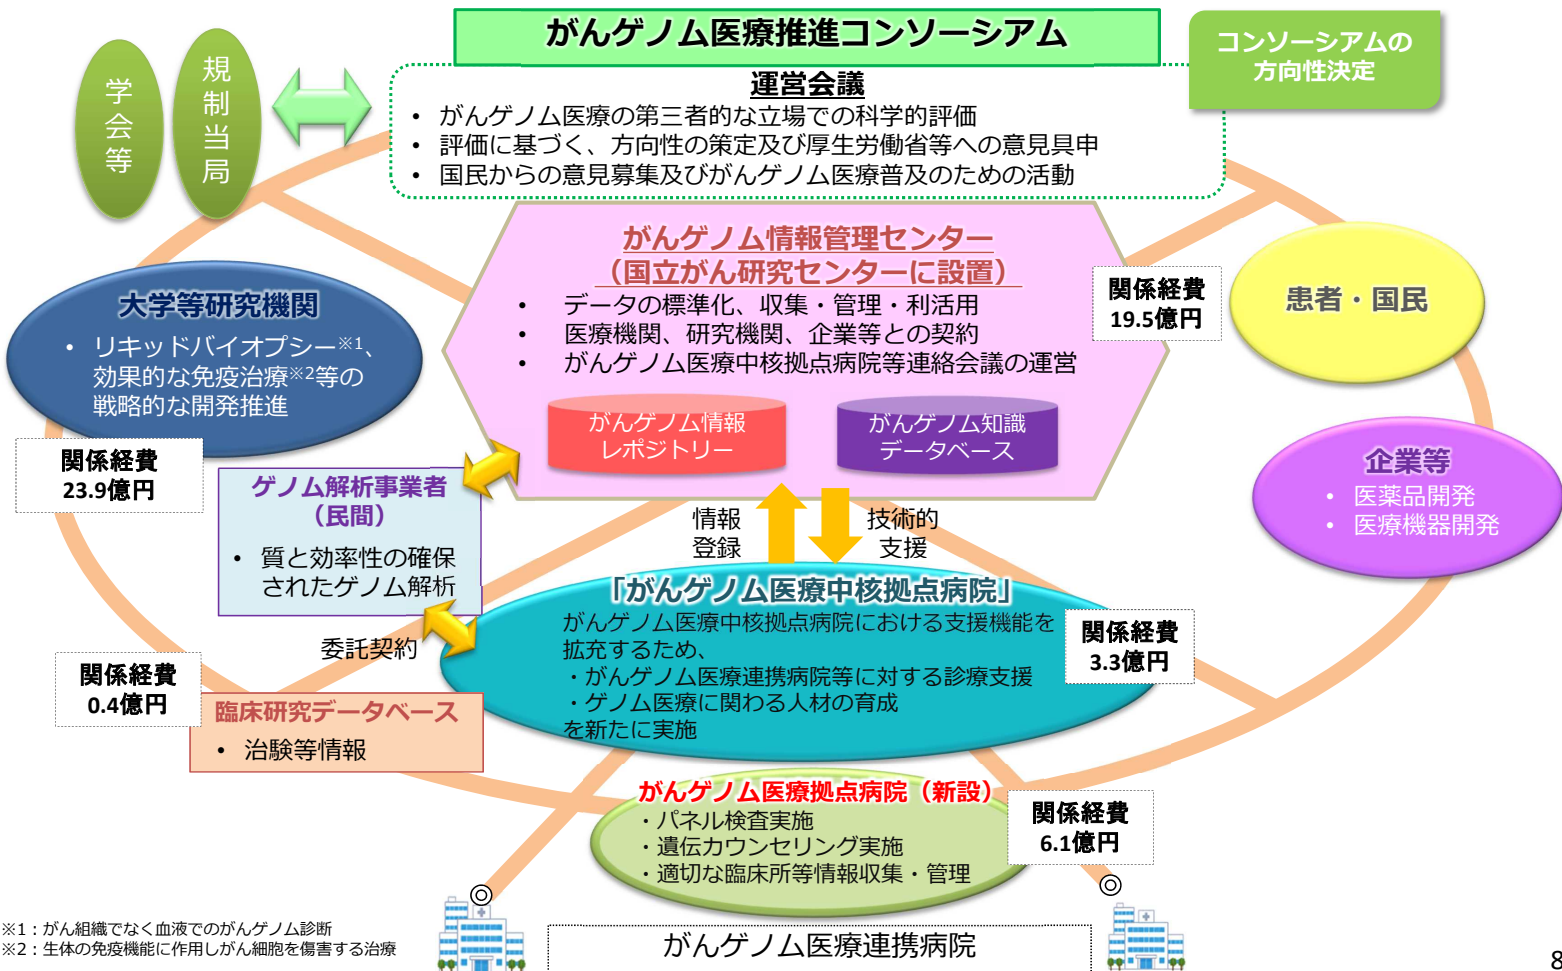 がんゲノム医療推進コンソーシアム
コンソーシアムの
方向性決定
学会等
規制当局
運営会議
• がんゲノム医療の第三者的な立場での科学的評価
• 評価に基づく、方向性の策定及び厚生労働省等への意見具申
• 国民からの意見募集及びがんゲノム医療普及のための活動
がんゲノム情報管理センター
（国立がん研究センターに設置）
• データの標準化、収集・管理・利活用
• 医療機関、研究機関、企業等との契約
• がんゲノム医療中核拠点病院等連絡会議の運営
がんゲノム情報
レポジトリー
がんゲノム知識
データベース
関係経費
19.5億円
患者・国民
大学等研究機関
• リキッドバイオプシー※1、
効果的な免疫治療※2等の
戦略的な開発推進
関係経費
23.9億円
企業等
• 医薬品開発
• 医療機器開発
ゲノム解析事業者
（民間）
• 質と効率性の確保
されたゲノム解析
情報
登録
技術的
支援
委託契約
「がんゲノム医療中核拠点病院」
がんゲノム医療中核拠点病院における支援機能を
拡充するため、
・がんゲノム医療連携病院等に対する診療支援
・ゲノム医療に関わる人材の育成
を新たに実施
関係経費
3.3億円
関係経費
0.4億円
臨床研究データベース
• 治験等情報
がんゲノム医療拠点病院（新設）
・パネル検査実施
・遺伝カウンセリング実施
・適切な臨床所等情報収集・管理
関係経費
6.1億円
◎
◎
がんゲノム医療連携病院
※1：がん組織でなく血液でのがんゲノム診断
※2：生体の免疫機能に作用しがん細胞を傷害する治療
8